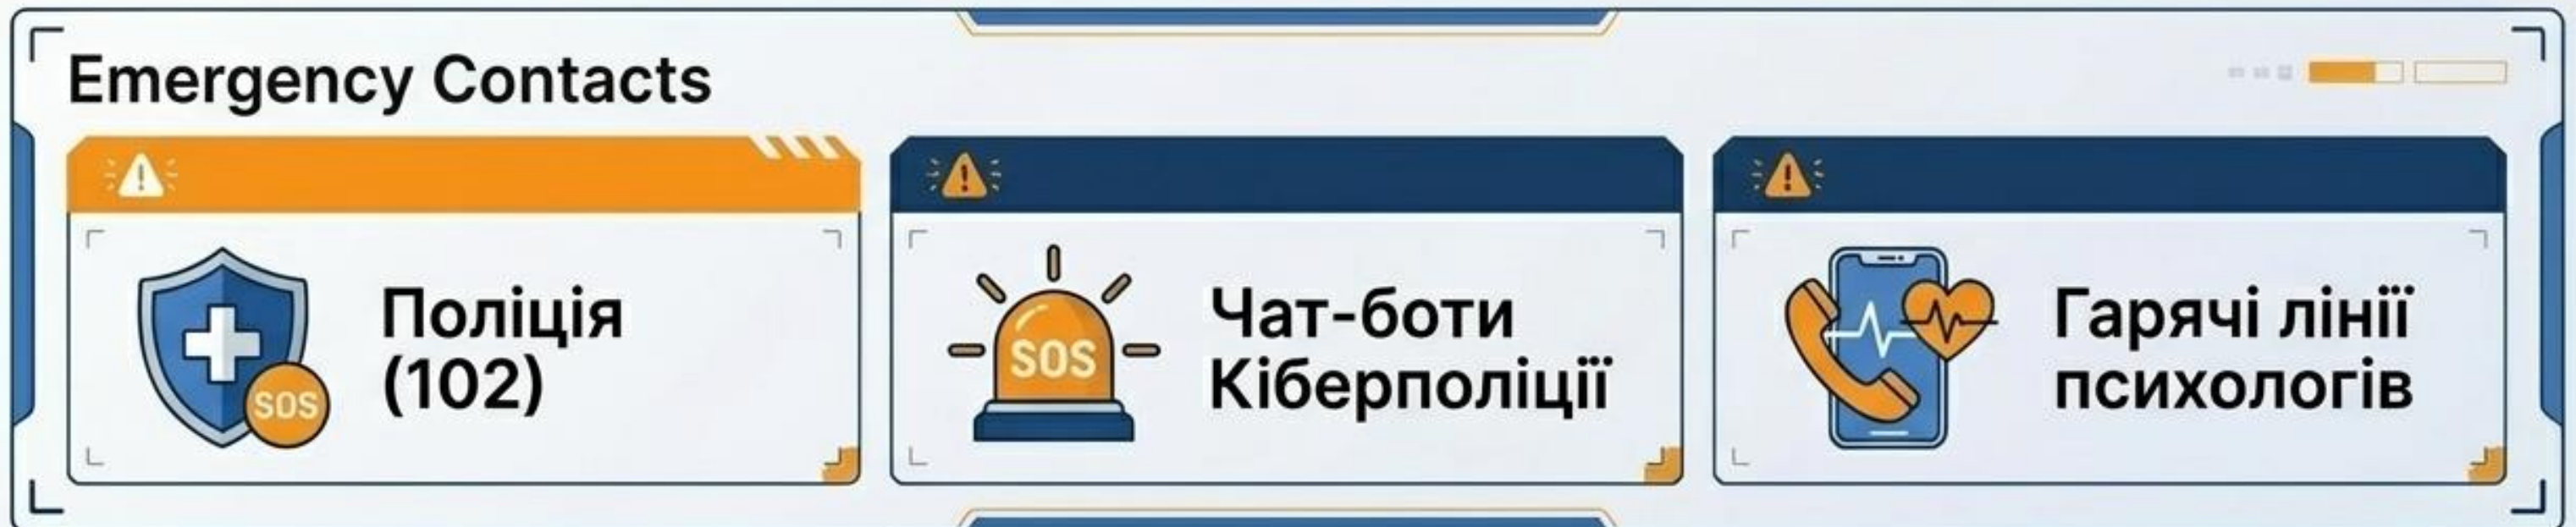 Emergency Contacts
Поліція
(102)
SOS
Чат-боти
Кіберполіції
SOS
Гарячі лінії
психологів